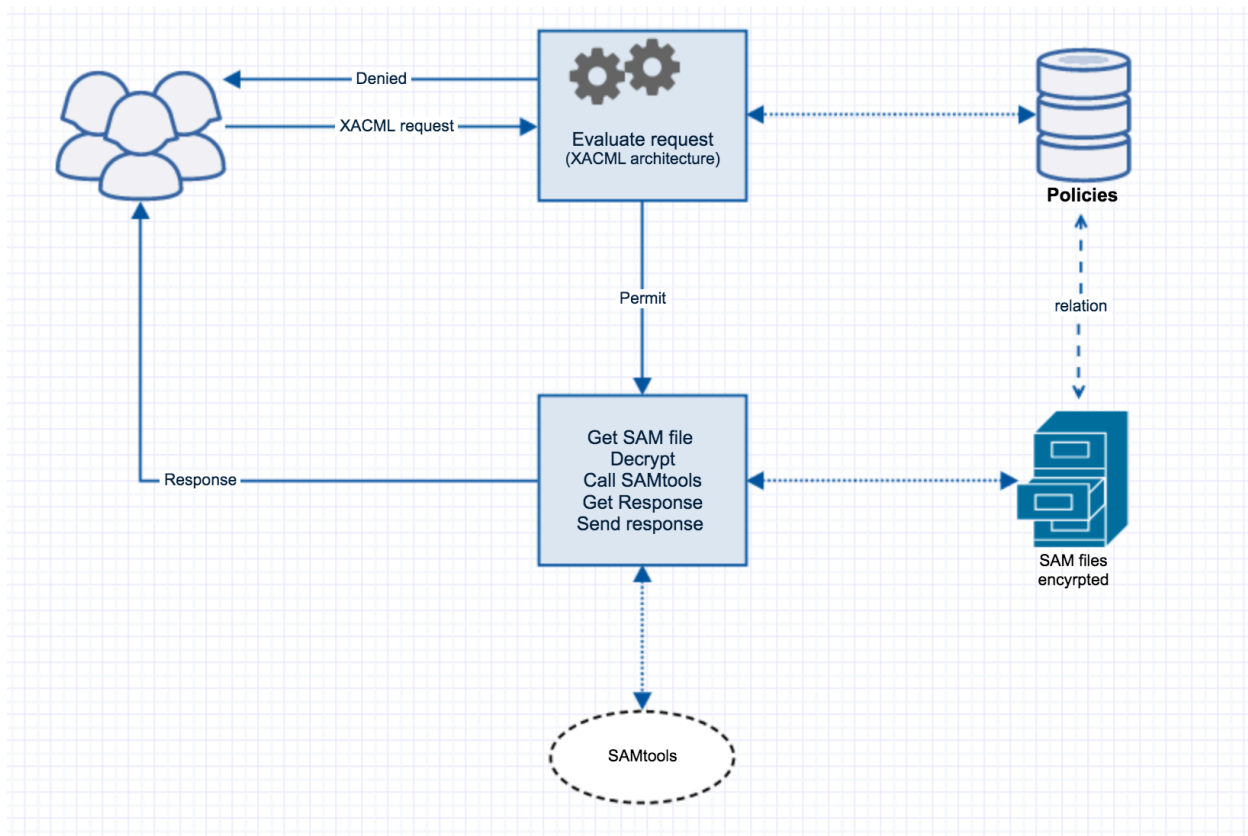 Denied
XACML request
Evaluate request
(XACML architecture)
Policies
Permit
relation
Get SAM file
Decrypt
Call SAMtools
Get Response
Send response
Response
SAM files
encyrpted
SAMtools